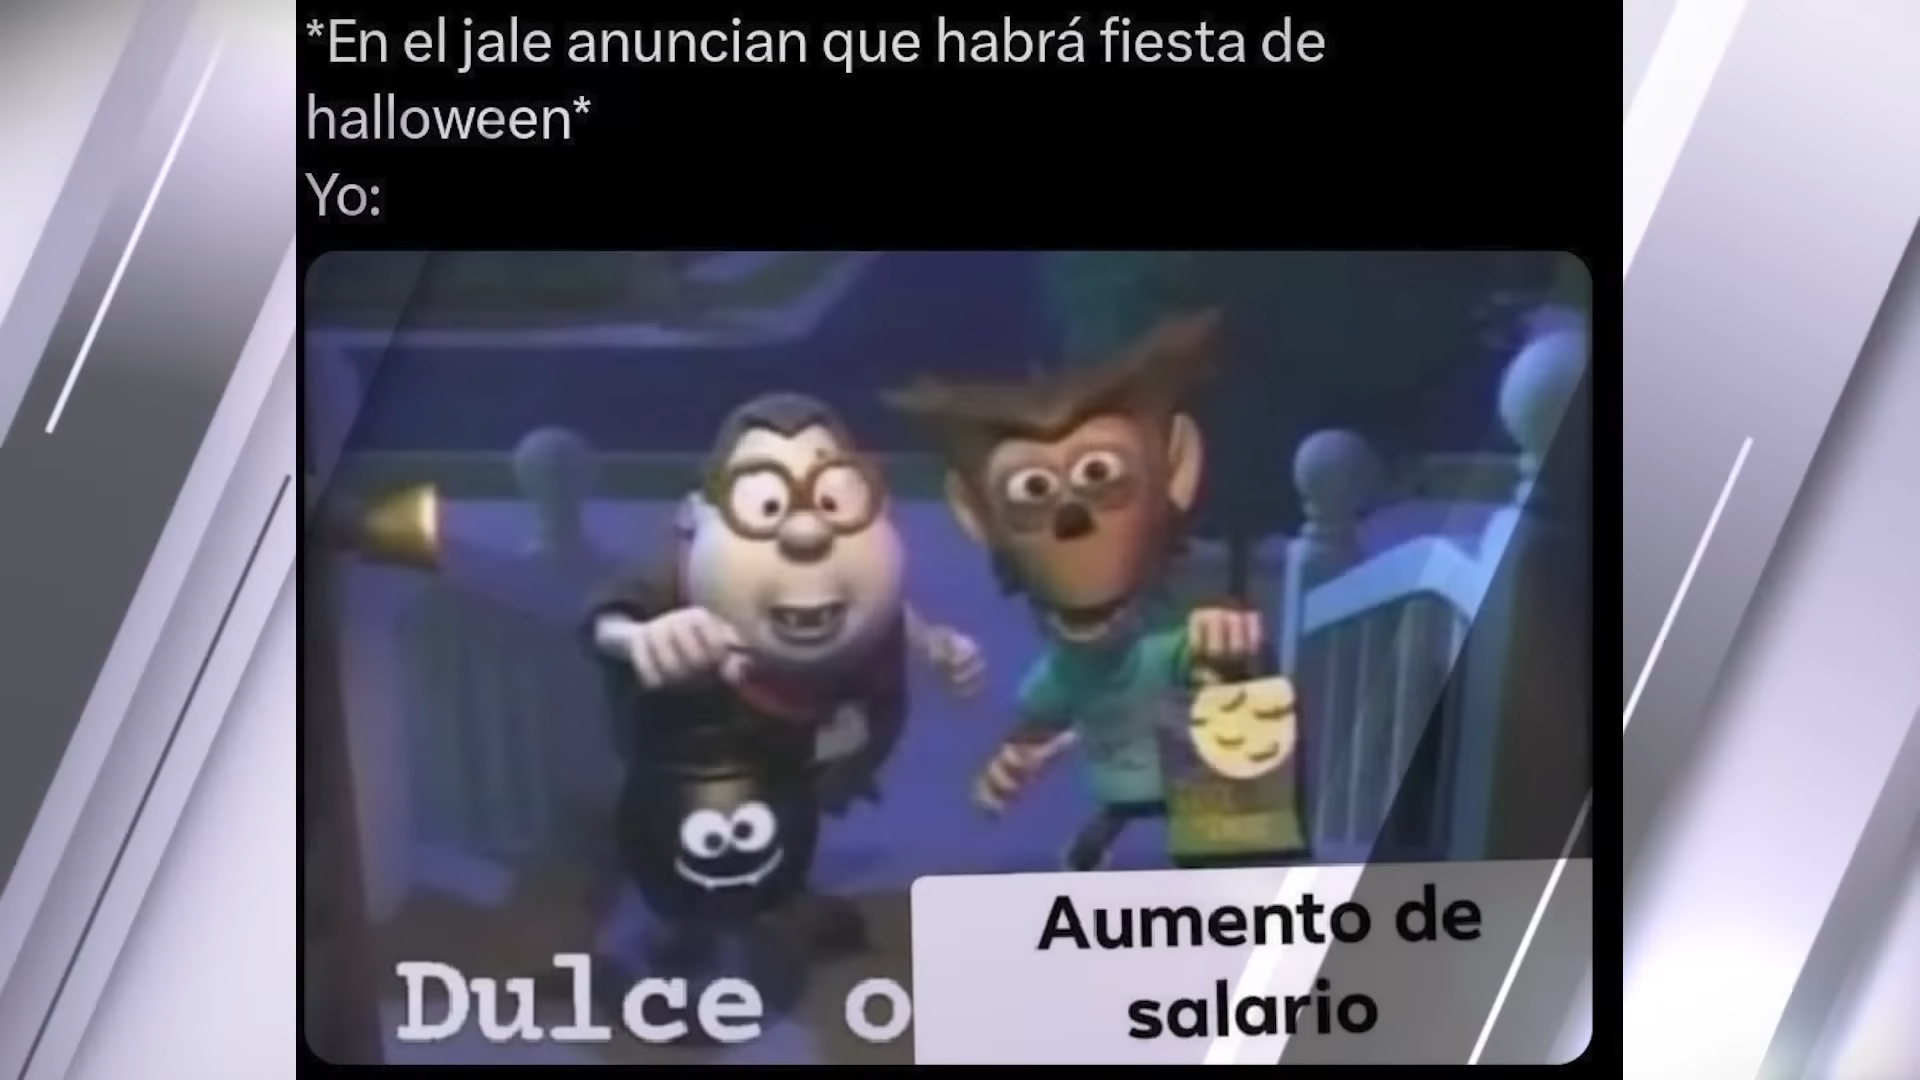 *En el jale anuncian que habrá fiesta de
halloween*
Yo:
Dulce o
Aumento de
salario